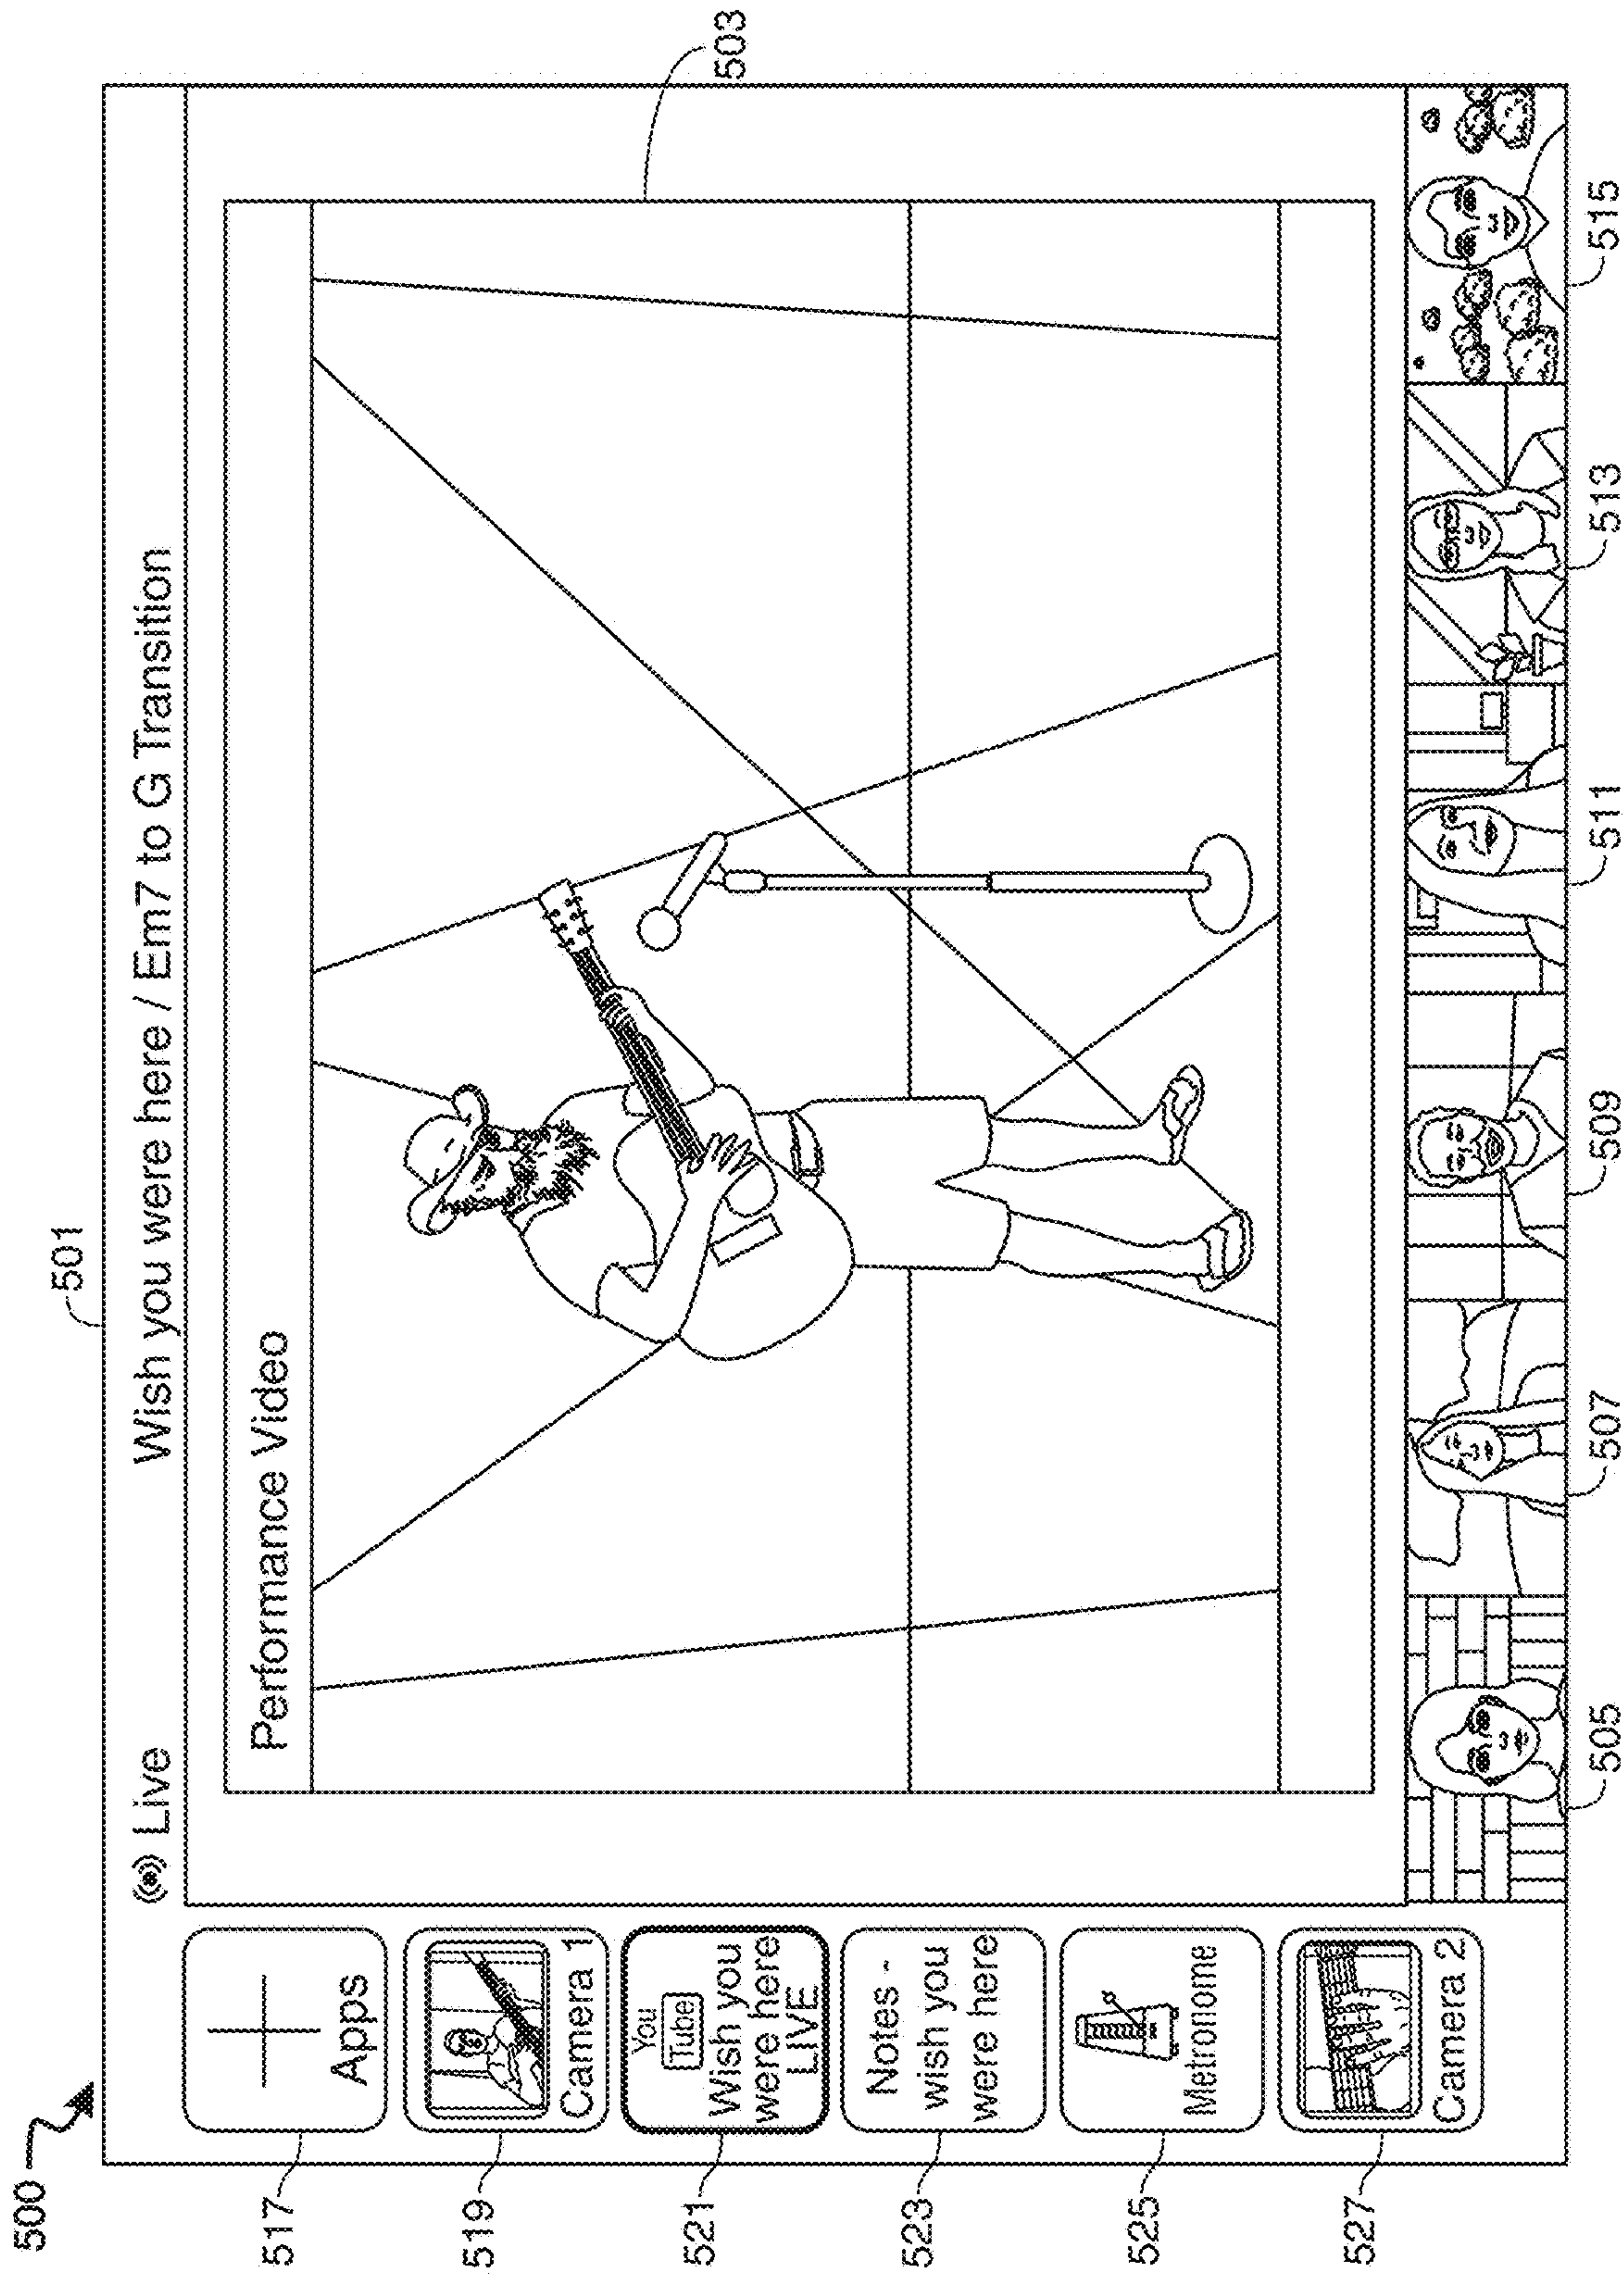 500
501
(●) Live
Wish you were here / Em7 to G Transition
517
Apps
519
Camera 1
521
You
Tube
Wish you
were here
LIVE
523
Notes -
wish you
were here
525
Metronome
527
Camera 2
Performance Video
503
505
507
509
511
513
515